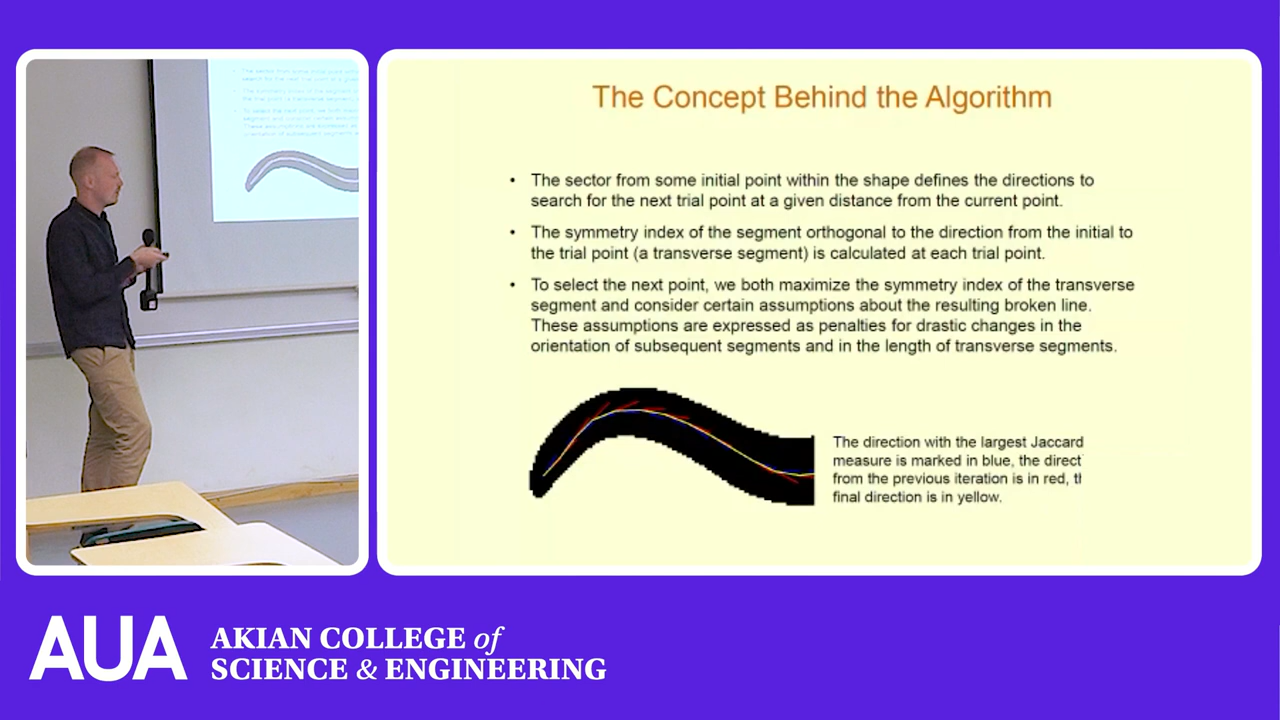 The Concept Behind the Algorithm
• The sector from some initial point within the shape defines the directions to
search for the next trial point at a given distance from the current point.
• The symmetry index of the segment orthogonal to the direction from the initial to
the trial point (a transverse segment) is calculated at each trial point.
• To select the next point, we both maximize the symmetry index of the transverse
segment and consider certain assumptions about the resulting broken line.
These assumptions are expressed as penalties for drastic changes in the
orientation of subsequent segments and in the length of transverse segments.
The direction with the largest Jaccard
measure is marked in blue, the direct
from the previous iteration is in red, t
final direction is in yellow.
AUA
AKIAN COLLEGE of
SCIENCE & ENGINEERING